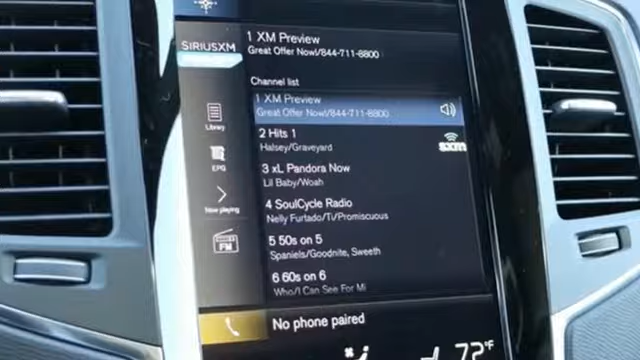 SIRIUSXM
1 XM Preview
Great Offer Now!/844-711-8800
Channel list
1 XM Preview
Great Offer Now!/844-711-8800
Library
2 Hits 1
Halsey/Graveyard
sxm
EPG
3 xL Pandora Now
Lil Baby/Woah
Now playing
4 SoulCycle Radio
Nelly Furtado/Ti/Promiscuous
FM
5 50s on 5
Spaniels/Goodnite, Sweeth
6 60s on 6
Who/I Can See For Mi
No phone paired
72°F